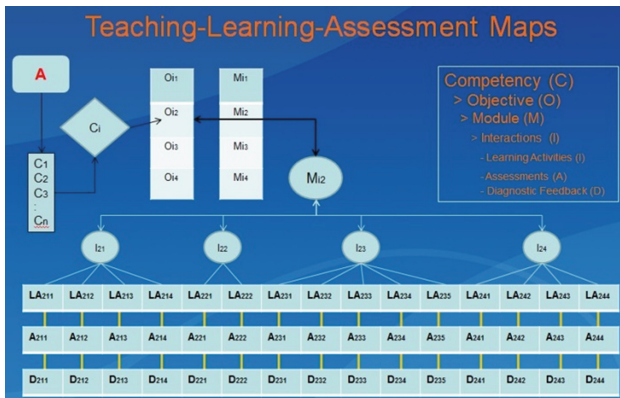 Teaching-Learning-Assessment Maps
A
Ci
C1
C2
C3
:
Cn
Oi1
Oi2
Oi3
Oi4
Mi1
Mi2
Mi3
Mi4
Mi2
Competency (C)
> Objective (O)
> Module (M)
> Interactions (I)
- Learning Activities (I)
- Assessments (A)
- Diagnostic Feedback (D)
I21 I22 I23 I24
LA211 LA212 LA213 LA214 LA221 LA222 LA231 LA232 LA233 LA234 LA235 LA241 LA242 LA243 LA244
A211 A212 A213 A214 A221 A222 A231 A232 A233 A234 A235 A241 A242 A243 A244
D211 D212 D213 D214 D221 D222 D231 D232 D233 D234 D235 D241 D242 D243 D244